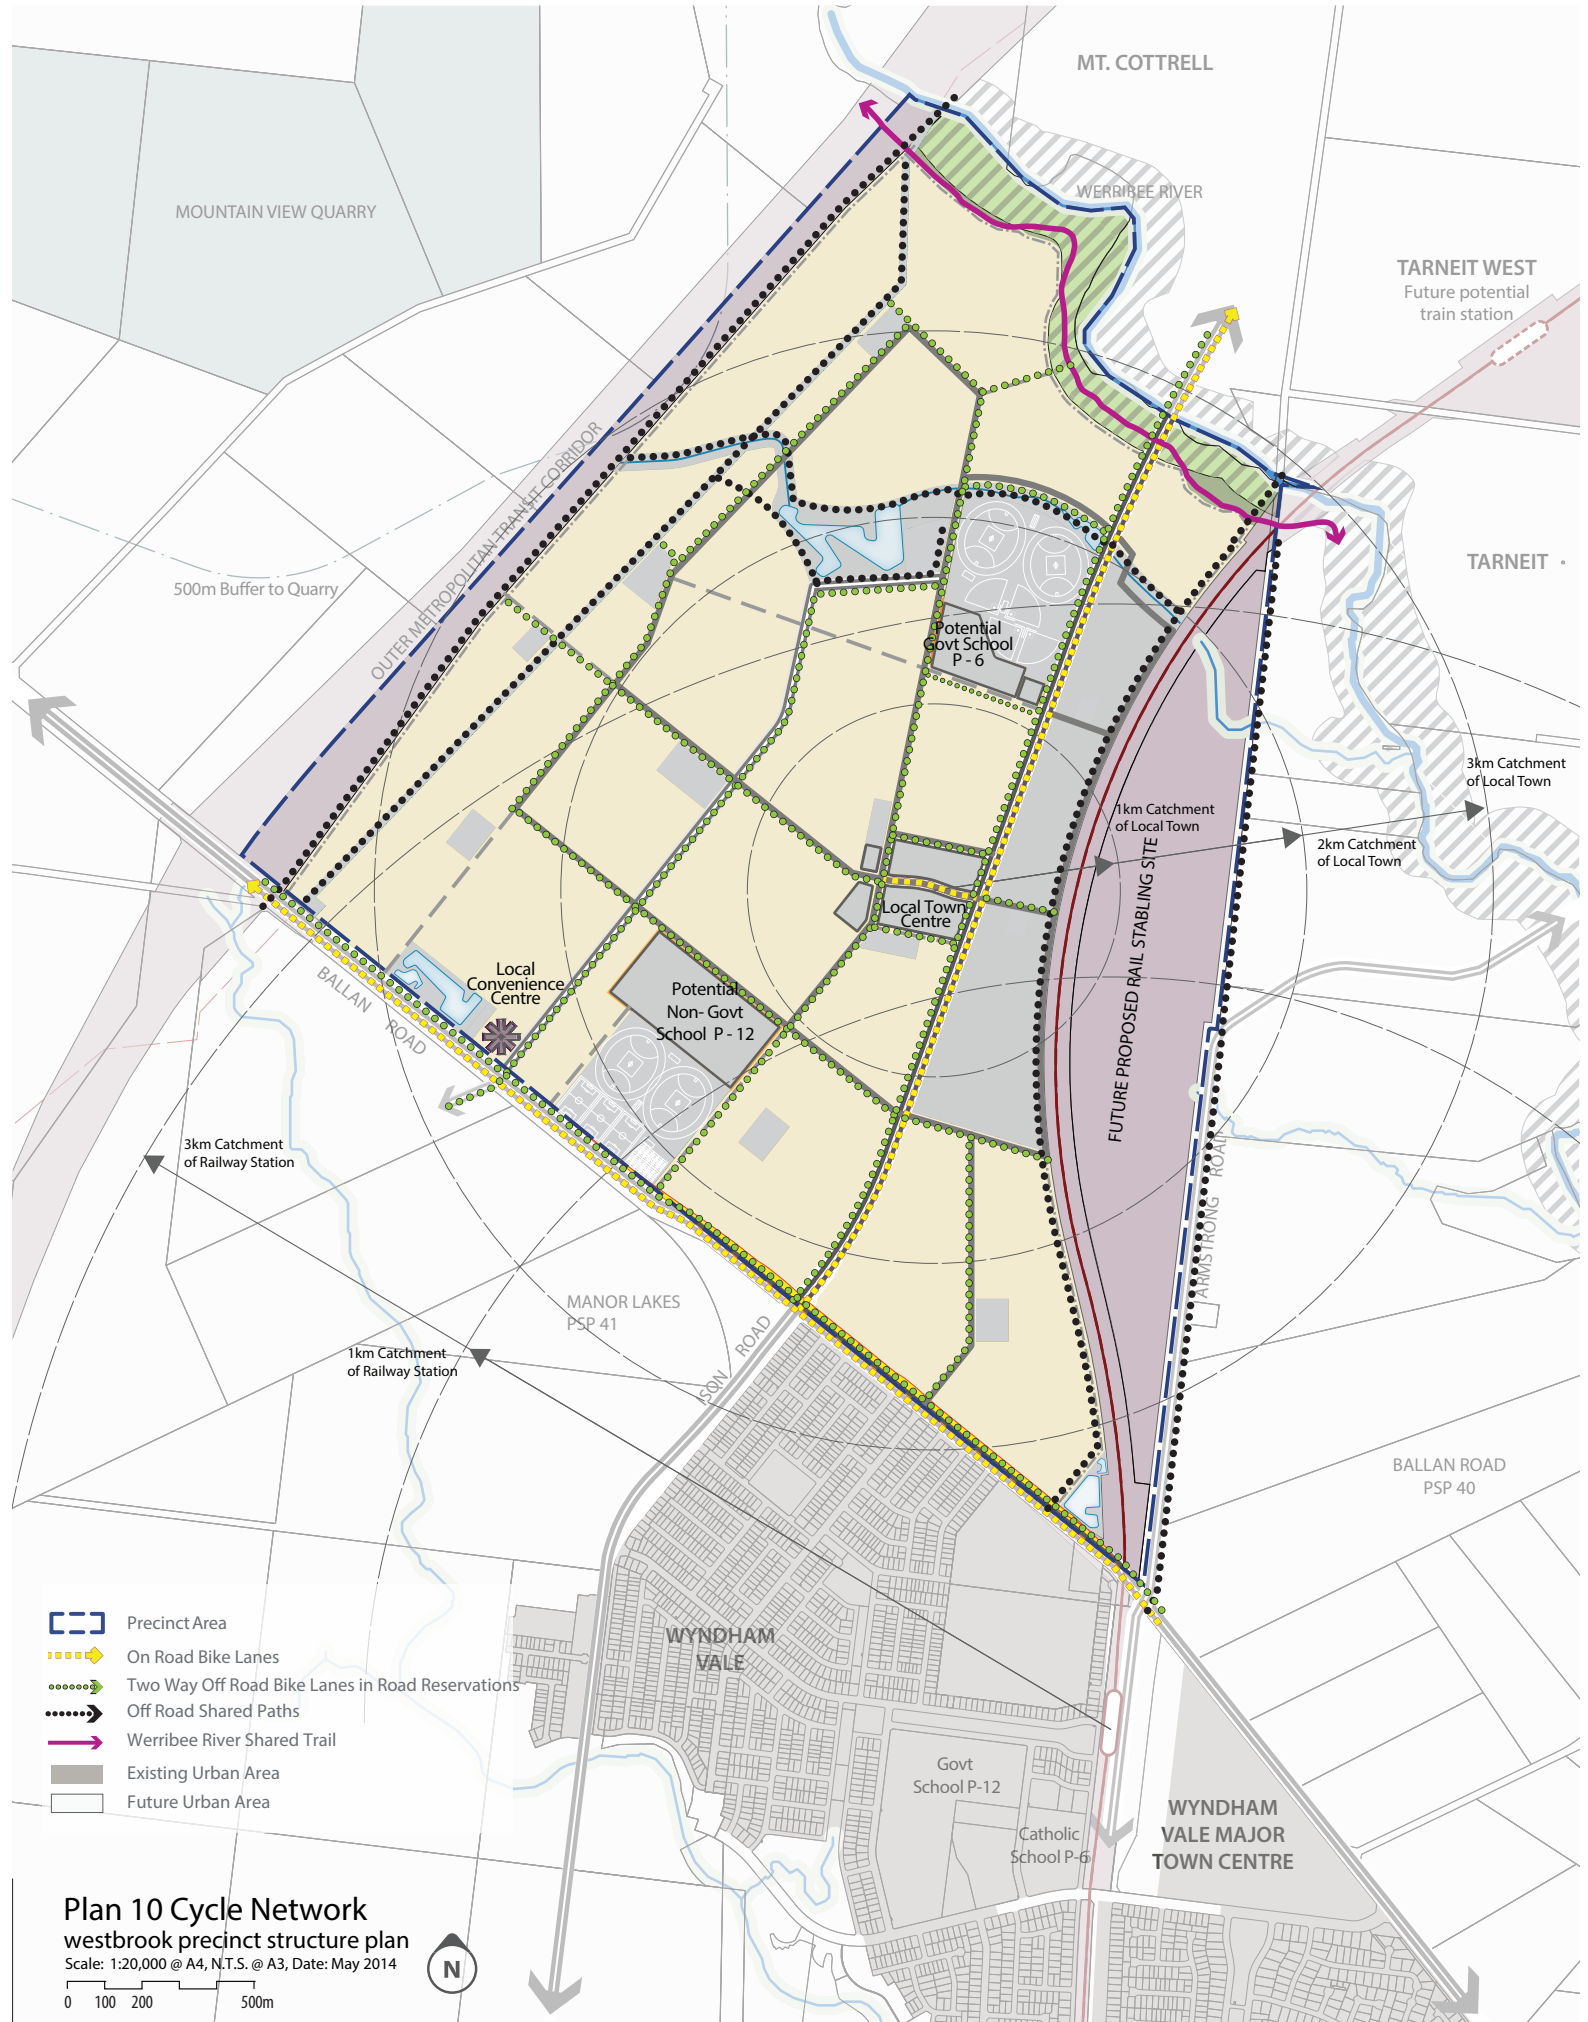 MT. COTTRELL
MOUNTAIN VIEW QUARRY
WERRIBEE RIVER
TARNEIT WEST
Future potential
train station
OUTER METROPOLITAN TRANSIT CORRIDOR
500m Buffer to Quarry
TARNEIT
Potential
Govt School
P - 6
3km Catchment
of Local Town
1km Catchment
of Local Town
2km Catchment
of Local Town
Local Town
Centre
FUTURE PROPOSED RAIL STABLING SITE
Local
Convenience
Centre
BALLAN ROAD
Potential
Non- Govt
School P - 12
3km Catchment
of Railway Station
ARMSTRONG ROAD
MANOR LAKES
PSP 41
1km Catchment
of Railway Station
ISON ROAD
BALLAN ROAD
PSP 40
Precinct Area
On Road Bike Lanes
Two Way Off Road Bike Lanes in Road Reservations
Off Road Shared Paths
Werribee River Shared Trail
Existing Urban Area
Future Urban Area
WYNDHAM
VALE
Govt
School P-12
Catholic
School P-6
WYNDHAM
VALE MAJOR
TOWN CENTRE
Plan 10 Cycle Network
westbrook precinct structure plan
Scale: 1:20,000 @ A4, N.T.S. @ A3, Date: May 2014
0 100 200 500m
N